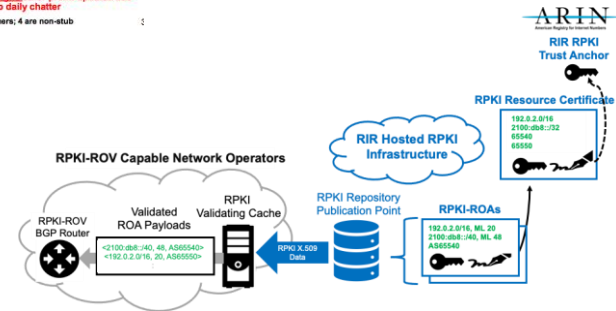 daily chatter
ers; 4 are non-stub
ARIN
American Registry for Internet Numbers
RIR RPKI
Trust Anchor
RPKI Resource Certificate
192.0.2.0/16
2100:db8::/32
65540
65550
RIR Hosted RPKI
Infrastructure
RPKI-ROV Capable Network Operators
RPKI-ROV
BGP Router
Validated
ROA Payloads
<2100:db8::/40, 48, AS65540>
<192.0.2.0/16, 20, AS65550>
RPKI
Validating Cache
RPKI X.509
Data
RPKI Repository
Publication Point
RPKI-ROAs
192.0.2.0/16, ML 20
2100:db8::/40, ML 48
AS65540